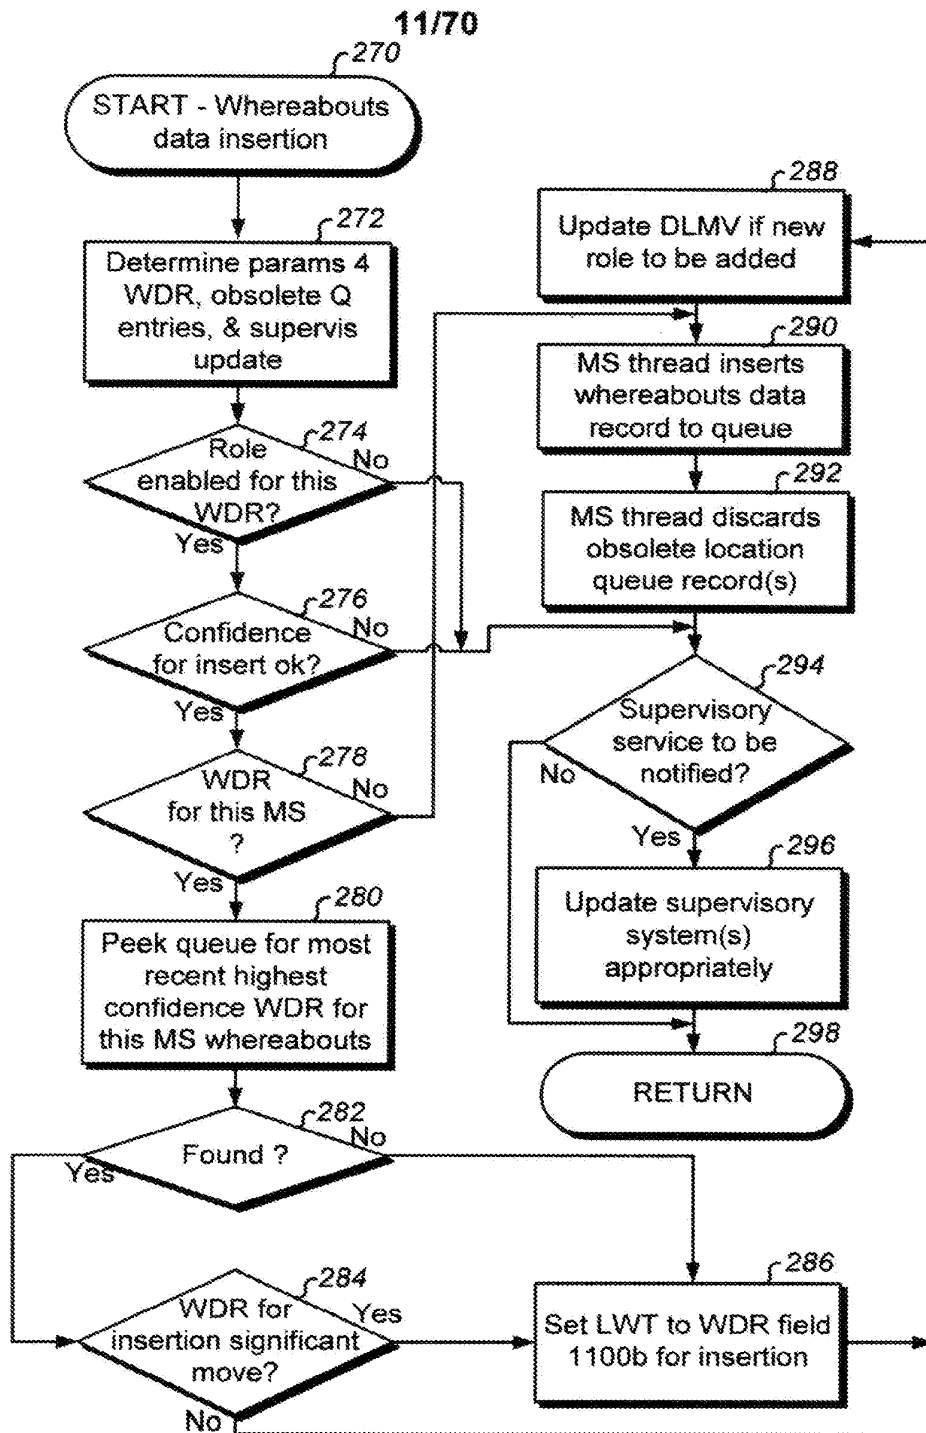 11/70
270
START - Whereabouts
data insertion
272
Determine params 4
WDR, obsolete Q
entries, & supervis
update
274
Role
enabled for this
WDR?
No
Yes
276
Confidence
for insert ok?
No
Yes
278
WDR
for this MS
?
No
Yes
280
Peek queue for most
recent highest
confidence WDR for
this MS whereabouts
282
Found ?
No
Yes
284
WDR for
insertion significant
move?
Yes
No
286
Set LWT to WDR field
1100b for insertion
288
Update DLMV if new
role to be added
290
MS thread inserts
whereabouts data
record to queue
292
MS thread discards
obsolete location
queue record(s)
294
Supervisory
service to be
notified?
No
Yes
296
Update supervisory
system(s)
appropriately
298
RETURN